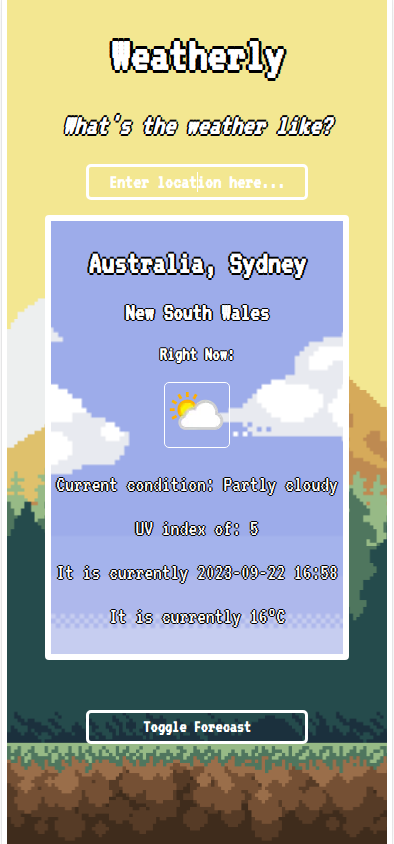 Weatherly
What's the weather like?
Enter location here...
Australia, Sydney
New South Wales
Right Now:
Current condition: Partly cloudy
UV index of: 5
It is currently 2023-09-22 16:58
It is currently 16°C
Toggle Forecast